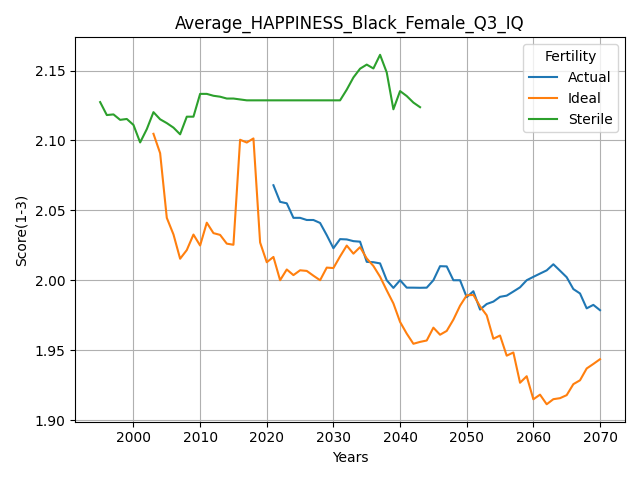 Average_HAPPINESS_Black_Female_Q3_IQ
Fertility
Actual
Ideal
Sterile
Score(1-3)
2.15
2.10
2.05
2.00
1.95
1.90
2000 2010 2020 2030 2040 2050 2060 2070
Years